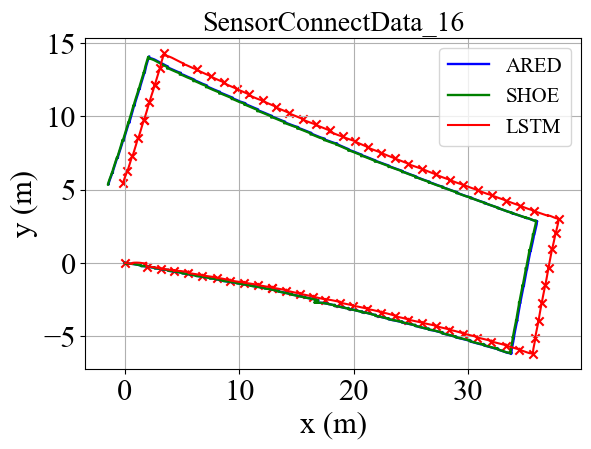 SensorConnectData_16
ARED
SHOE
LSTM
15
10
5
0
−5
y (m)
0
10
20
30
x (m)